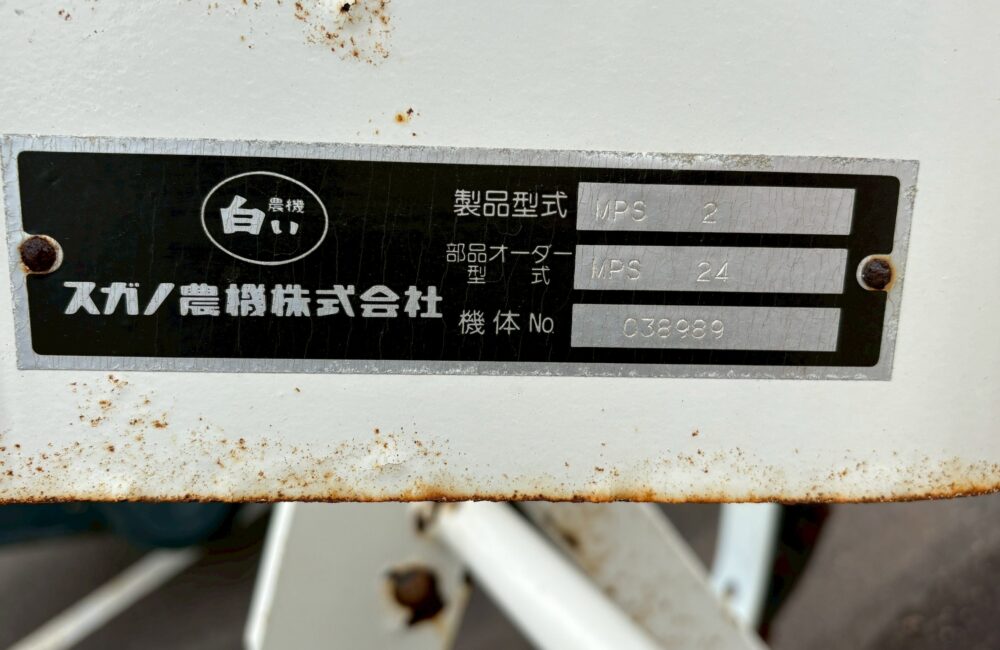 農機
白い
スガノ農機株式会社
製品型式 MPS 2
部品オーダー
型式 MPS 24
機体No 038989